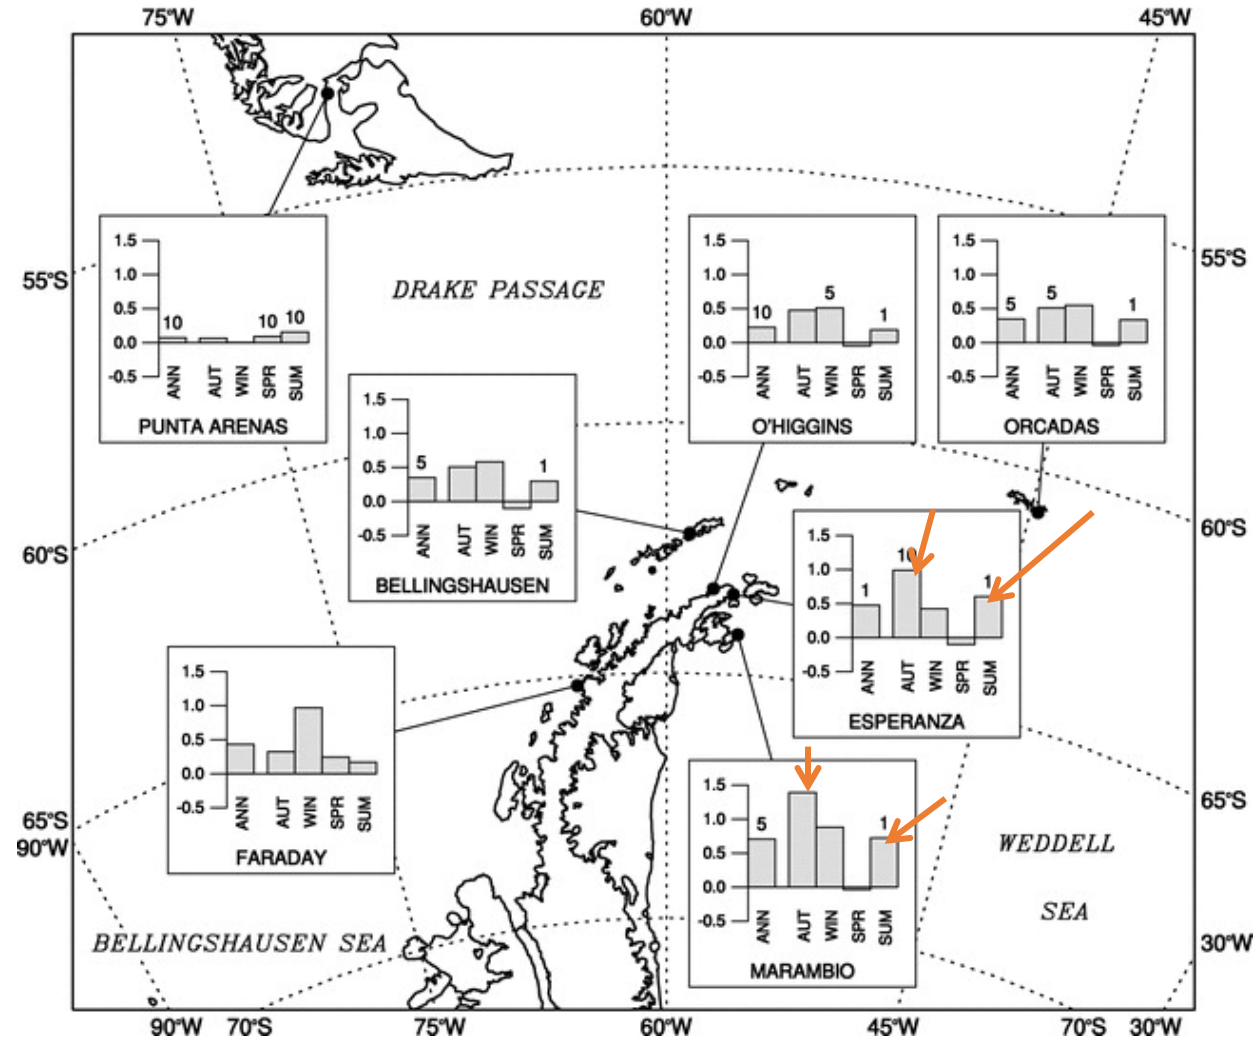 75°W 60°W 45°W
55°S
60°S
65°S
90°W
55°S
60°S
65°S
30°W
90°W 70°S 75°W 60°W 45°W 70°S 30°W
DRAKE PASSAGE
BELLINGSHAUSEN SEA
WEDDELL
SEA
1.5
1.0
0.5
0.0
-0.5
10 10 10
ANN AUT WIN SPR SUM
PUNTA ARENAS
1.5
1.0
0.5
0.0
-0.5
10 5 1
ANN AUT WIN SPR SUM
O'HIGGINS
1.5
1.0
0.5
0.0
-0.5
5 5 1
ANN AUT WIN SPR SUM
ORCADAS
1.5
1.0
0.5
0.0
-0.5
5 1
ANN AUT WIN SPR SUM
BELLINGSHAUSEN
1.5
1.0
0.5
0.0
-0.5
1 10 1
ANN AUT WIN SPR SUM
ESPERANZA
1.5
1.0
0.5
0.0
-0.5
ANN AUT WIN SPR SUM
FARADAY
1.5
1.0
0.5
0.0
-0.5
5 1
ANN AUT WIN SPR SUM
MARAMBIO